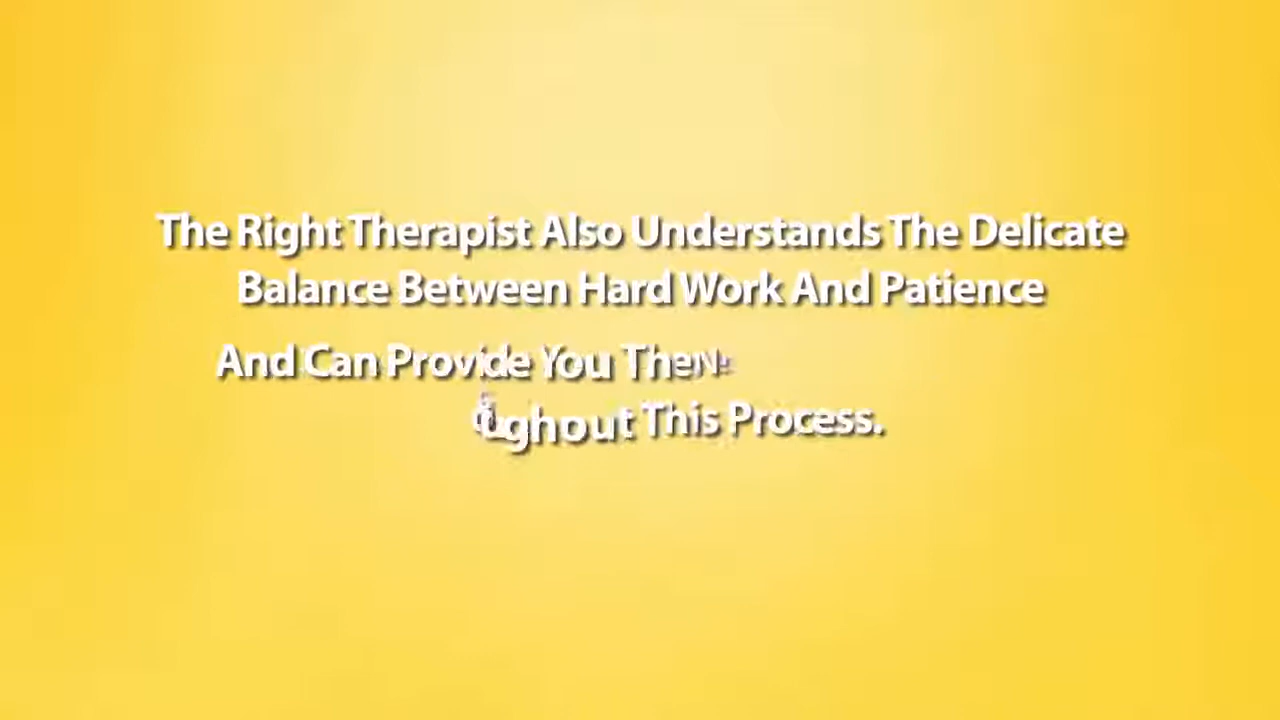 The Right Therapist Also Understands The Delicate
Balance Between Hard Work And Patience
And Can Provide You The
This Process.